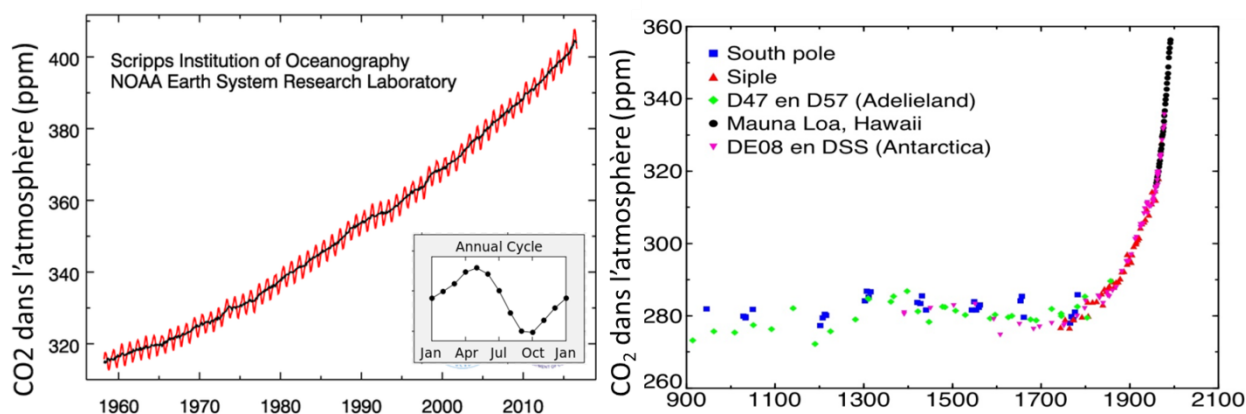 CO2 dans l'atmosphère (ppm)
400
380
360
340
320
Scripps Institution of Oceanography
NOAA Earth System Research Laboratory
Annual Cycle
Jan Apr Jul Oct Jan
1960 1970 1980 1990 2000 2010
CO₂ dans l'atmosphère (ppm)
360
340
320
300
280
260
South pole
Siple
D47 en D57 (Adelieland)
Mauna Loa, Hawaii
DE08 en DSS (Antarctica)
900 1100 1300 1500 1700 1900 2100